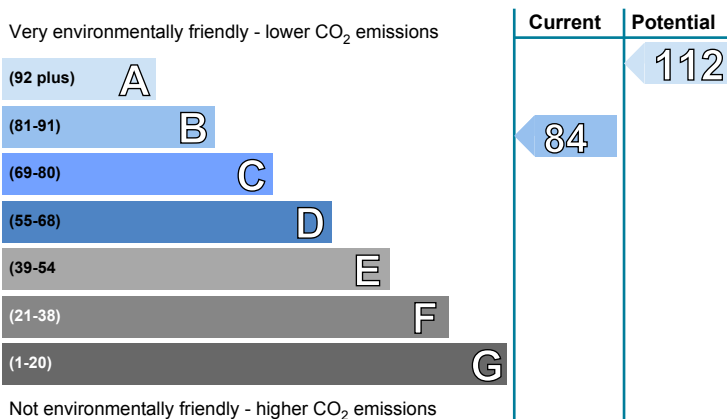 Very environmentally friendly - lower CO2 emissions
Current
Potential
(92 plus) A
112
(81-91) B
84
(69-80) C
(55-68) D
(39-54 E
(21-38) F
(1-20) G
Not environmentally friendly - higher CO2 emissions